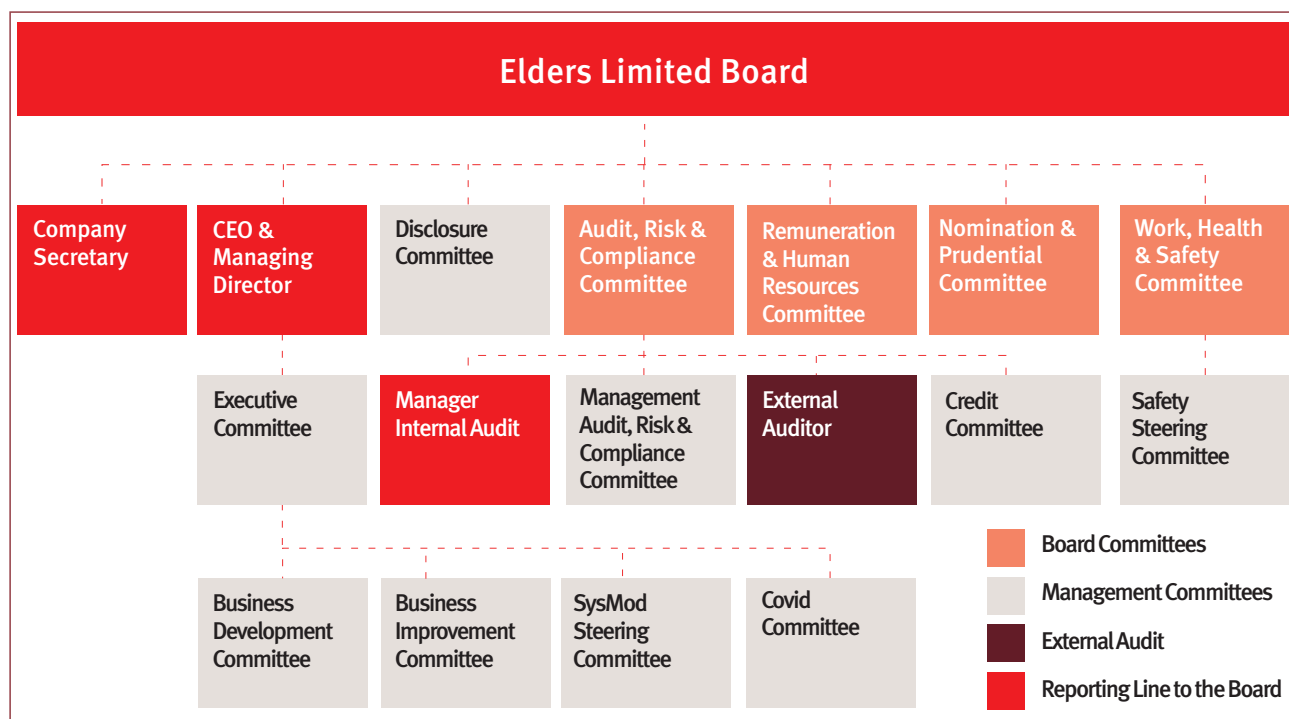 Elders Limited Board
Company
Secretary
CEO &
Managing
Director
Disclosure
Committee
Audit, Risk &
Compliance
Committee
Remuneration
& Human
Resources
Committee
Nomination &
Prudential
Committee
Work, Health
& Safety
Committee
Executive
Committee
Manager
Internal Audit
Management
Audit, Risk &
Compliance
Committee
External
Auditor
Credit
Committee
Safety
Steering
Committee
Business
Development
Committee
Business
Improvement
Committee
SysMod
Steering
Committee
Covid
Committee
Board Committees
Management Committees
External Audit
Reporting Line to the Board